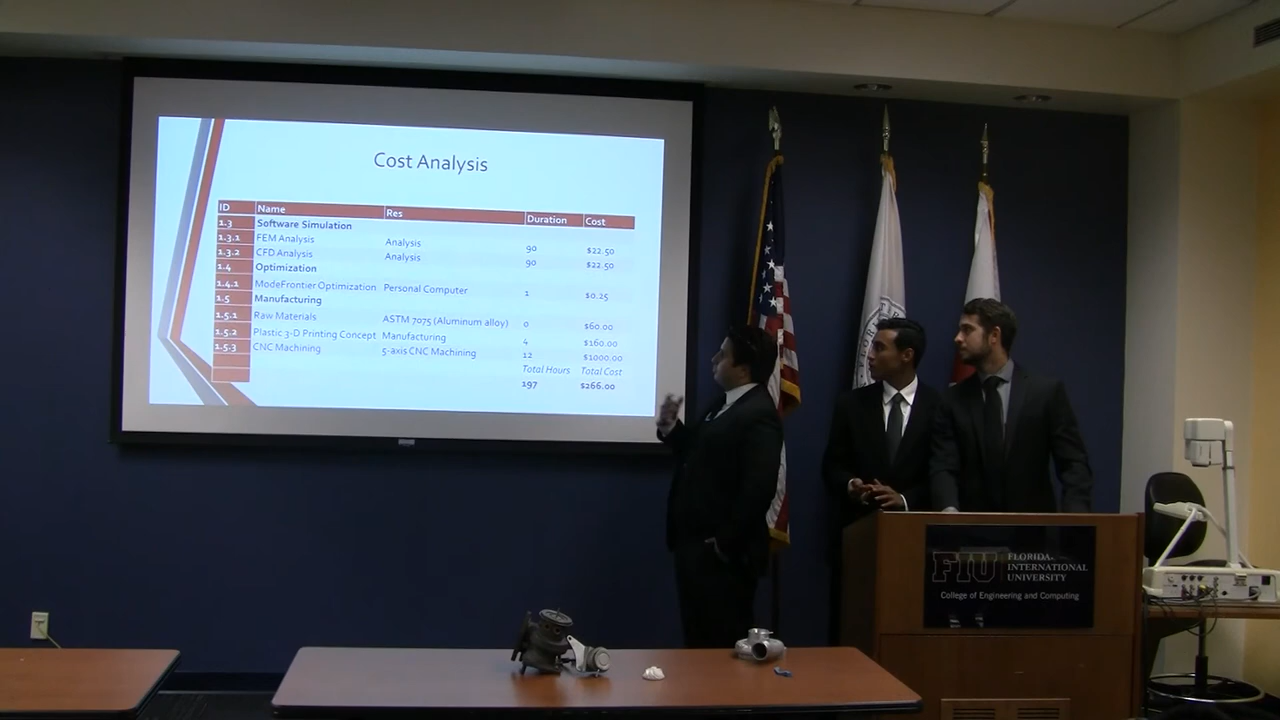 Cost Analysis
ID Name Res Duration Cost
1.3 Software Simulation
1.3.1 FEM Analysis Analysis 90 $22.50
1.3.2 CFD Analysis Analysis 90 $22.50
1.4 Optimization
1.4.1 ModeFrontier Optimization Personal Computer 1 $0.25
1.5 Manufacturing
1.5.1 Raw Materials ASTM 7075 (Aluminum alloy) 0 $60.00
1.5.2 Plastic 3-D Printing Concept Manufacturing 4 $160.00
1.5.3 CNC Machining 5-axis CNC Machining 12 $1000.00
Total Hours Total Cost
197 $266.00
FIU FLORIDA
INTERNATIONAL
UNIVERSITY
College of Engineering and Computing